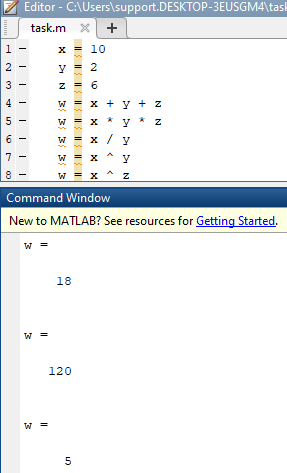 Editor - C:\Users\support.DESKTOP-3EUSGM4\tas
task.m
1 - x = 10
2 - y = 2
3 - z = 6
4 - w = x + y + z
5 - w = x * y * z
6 - w = x / y
7 - w = x ^ y
8 - w = x ^ z
Command Window
New to MATLAB? See resources for Getting Started.
w =
18
w =
120
w =
5